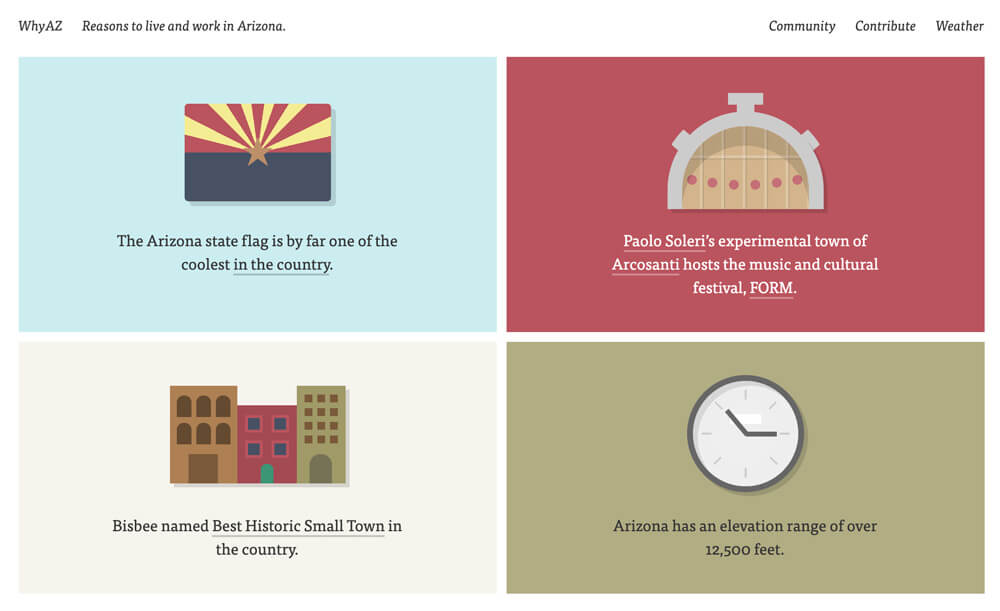 WhyAZ Reasons to live and work in Arizona. Community Contribute Weather
The Arizona state flag is by far one of the
coolest in the country.
Paolo Soleri’s experimental town of
Arcosanti hosts the music and cultural
festival, FORM.
Bisbee named Best Historic Small Town in
the country.
Arizona has an elevation range of over
12,500 feet.